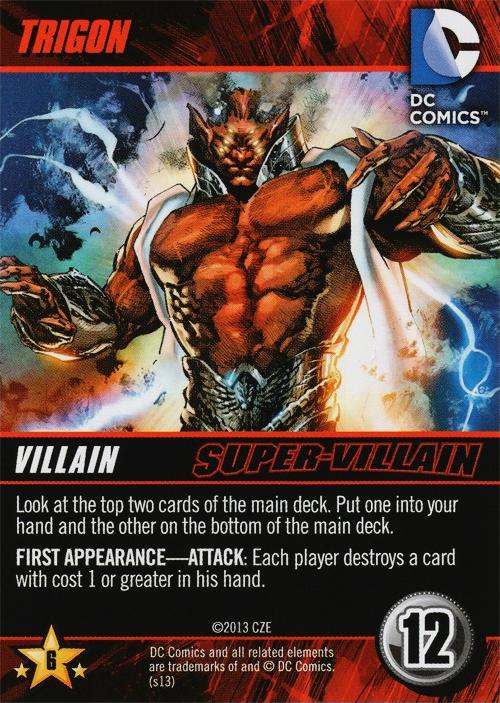 TRIGON
DC
COMICS™
VILLAIN
SUPER-VILLAIN
Look at the top two cards of the main deck. Put one into your
hand and the other on the bottom of the main deck.
FIRST APPEARANCE—ATTACK: Each player destroys a card
with cost 1 or greater in his hand.
©2013 CZE
6
DC Comics and all related elements
are trademarks of and © DC Comics.
(s13)
12